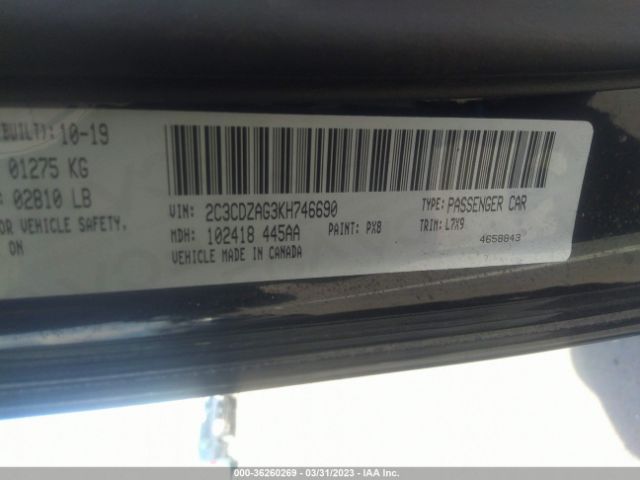 BUILT): 10-19
01275 KG
02810 LB
OR VEHICLE SAFETY,
ON
VIN: 2C3CDZAG3KH746690
TYPE: PASSENGER CAR
MDH: 102418 445AA
PAINT: PX8
TRIM: L7X9
VEHICLE MADE IN CANADA
4658843
000-36260269 - 03/31/2023 - IAA Inc.